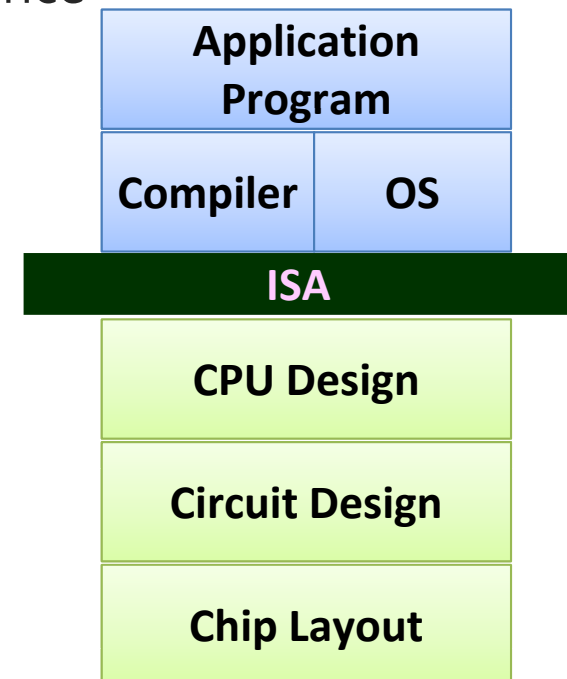 Application
Program
Compiler
OS
ISA
CPU Design
Circuit Design
Chip Layout